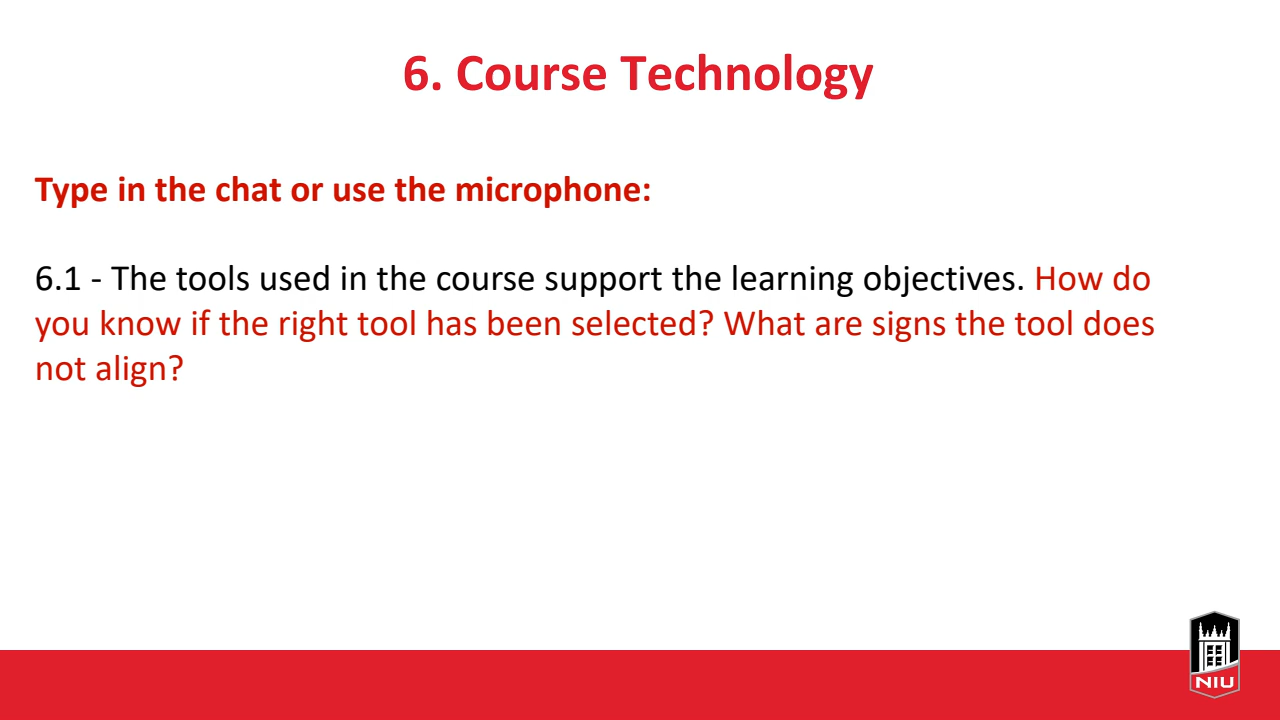 6. Course Technology
Type in the chat or use the microphone:
6.1 - The tools used in the course support the learning objectives. How do
you know if the right tool has been selected? What are signs the tool does
not align?
NIU